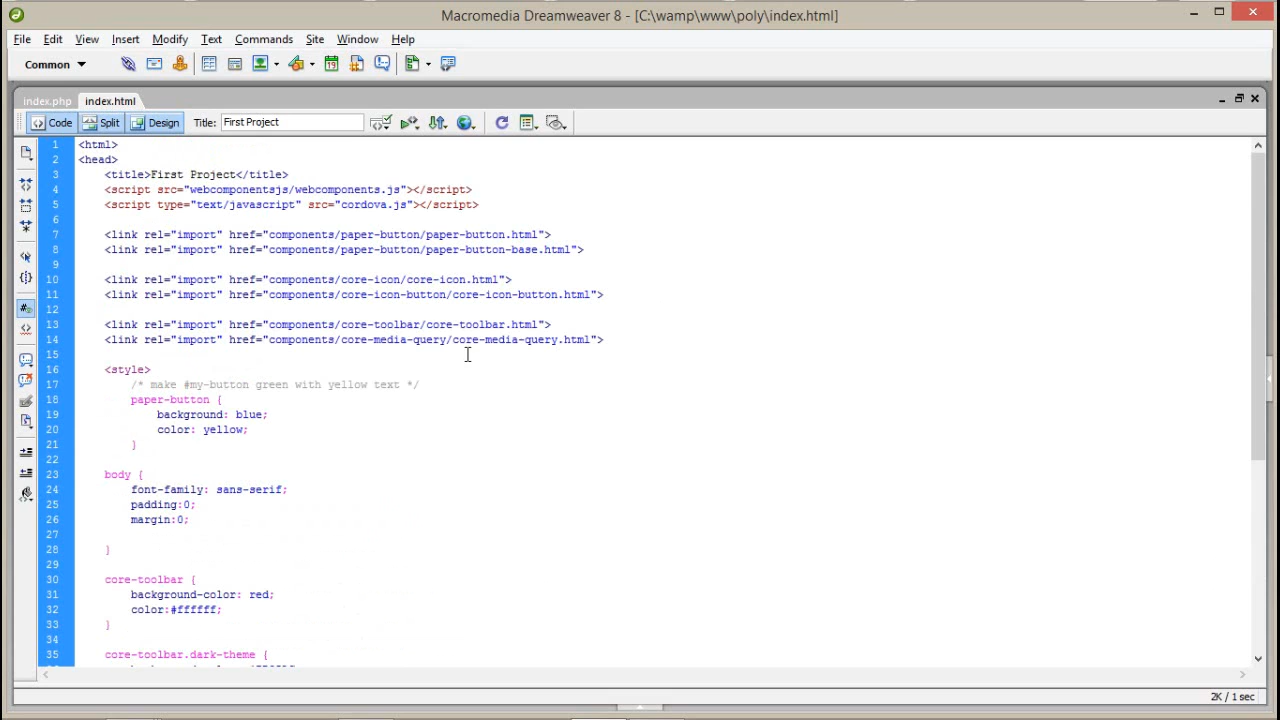 Macromedia Dreamweaver 8 - [C:\wamp\www\poly\index.html]
File Edit View Insert Modify Text Commands Site Window Help
Common
index.php index.html
Code Split Design Title: First Project
1 <html>
2 <head>
3 <title>First Project</title>
4 <script src="webcomponentsjs/webcomponents.js"></script>
5 <script type="text/javascript" src="cordova.js"></script>
6
7 <link rel="import" href="components/paper-button/paper-button.html">
8 <link rel="import" href="components/paper-button/paper-button-base.html">
9
10 <link rel="import" href="components/core-icon/core-icon.html">
11 <link rel="import" href="components/core-icon-button/core-icon-button.html">
12
13 <link rel="import" href="components/core-toolbar/core-toolbar.html">
14 <link rel="import" href="components/core-media-query/core-media-query.html">
15
16 <style>
17 /* make #my-button green with yellow text */
18 paper-button {
19 background: blue;
20 color: yellow;
21 }
22
23 body {
24 font-family: sans-serif;
25 padding:0;
26 margin:0;
27
28 }
29
30 core-toolbar {
31 background-color: red;
32 color:#ffffff;
33 }
34
35 core-toolbar.dark-theme {
2K / 1 sec